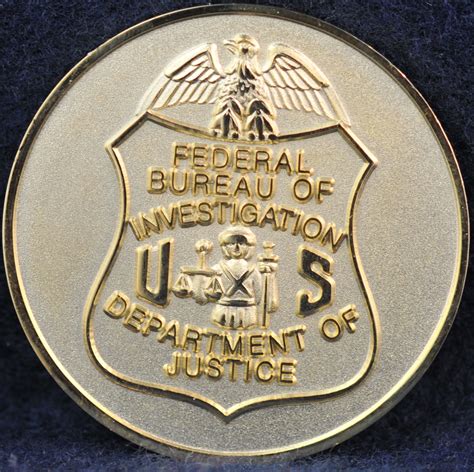 FEDERAL
BUREAU OF
INVESTIGATION
U S
DEPARTMENT OF
JUSTICE